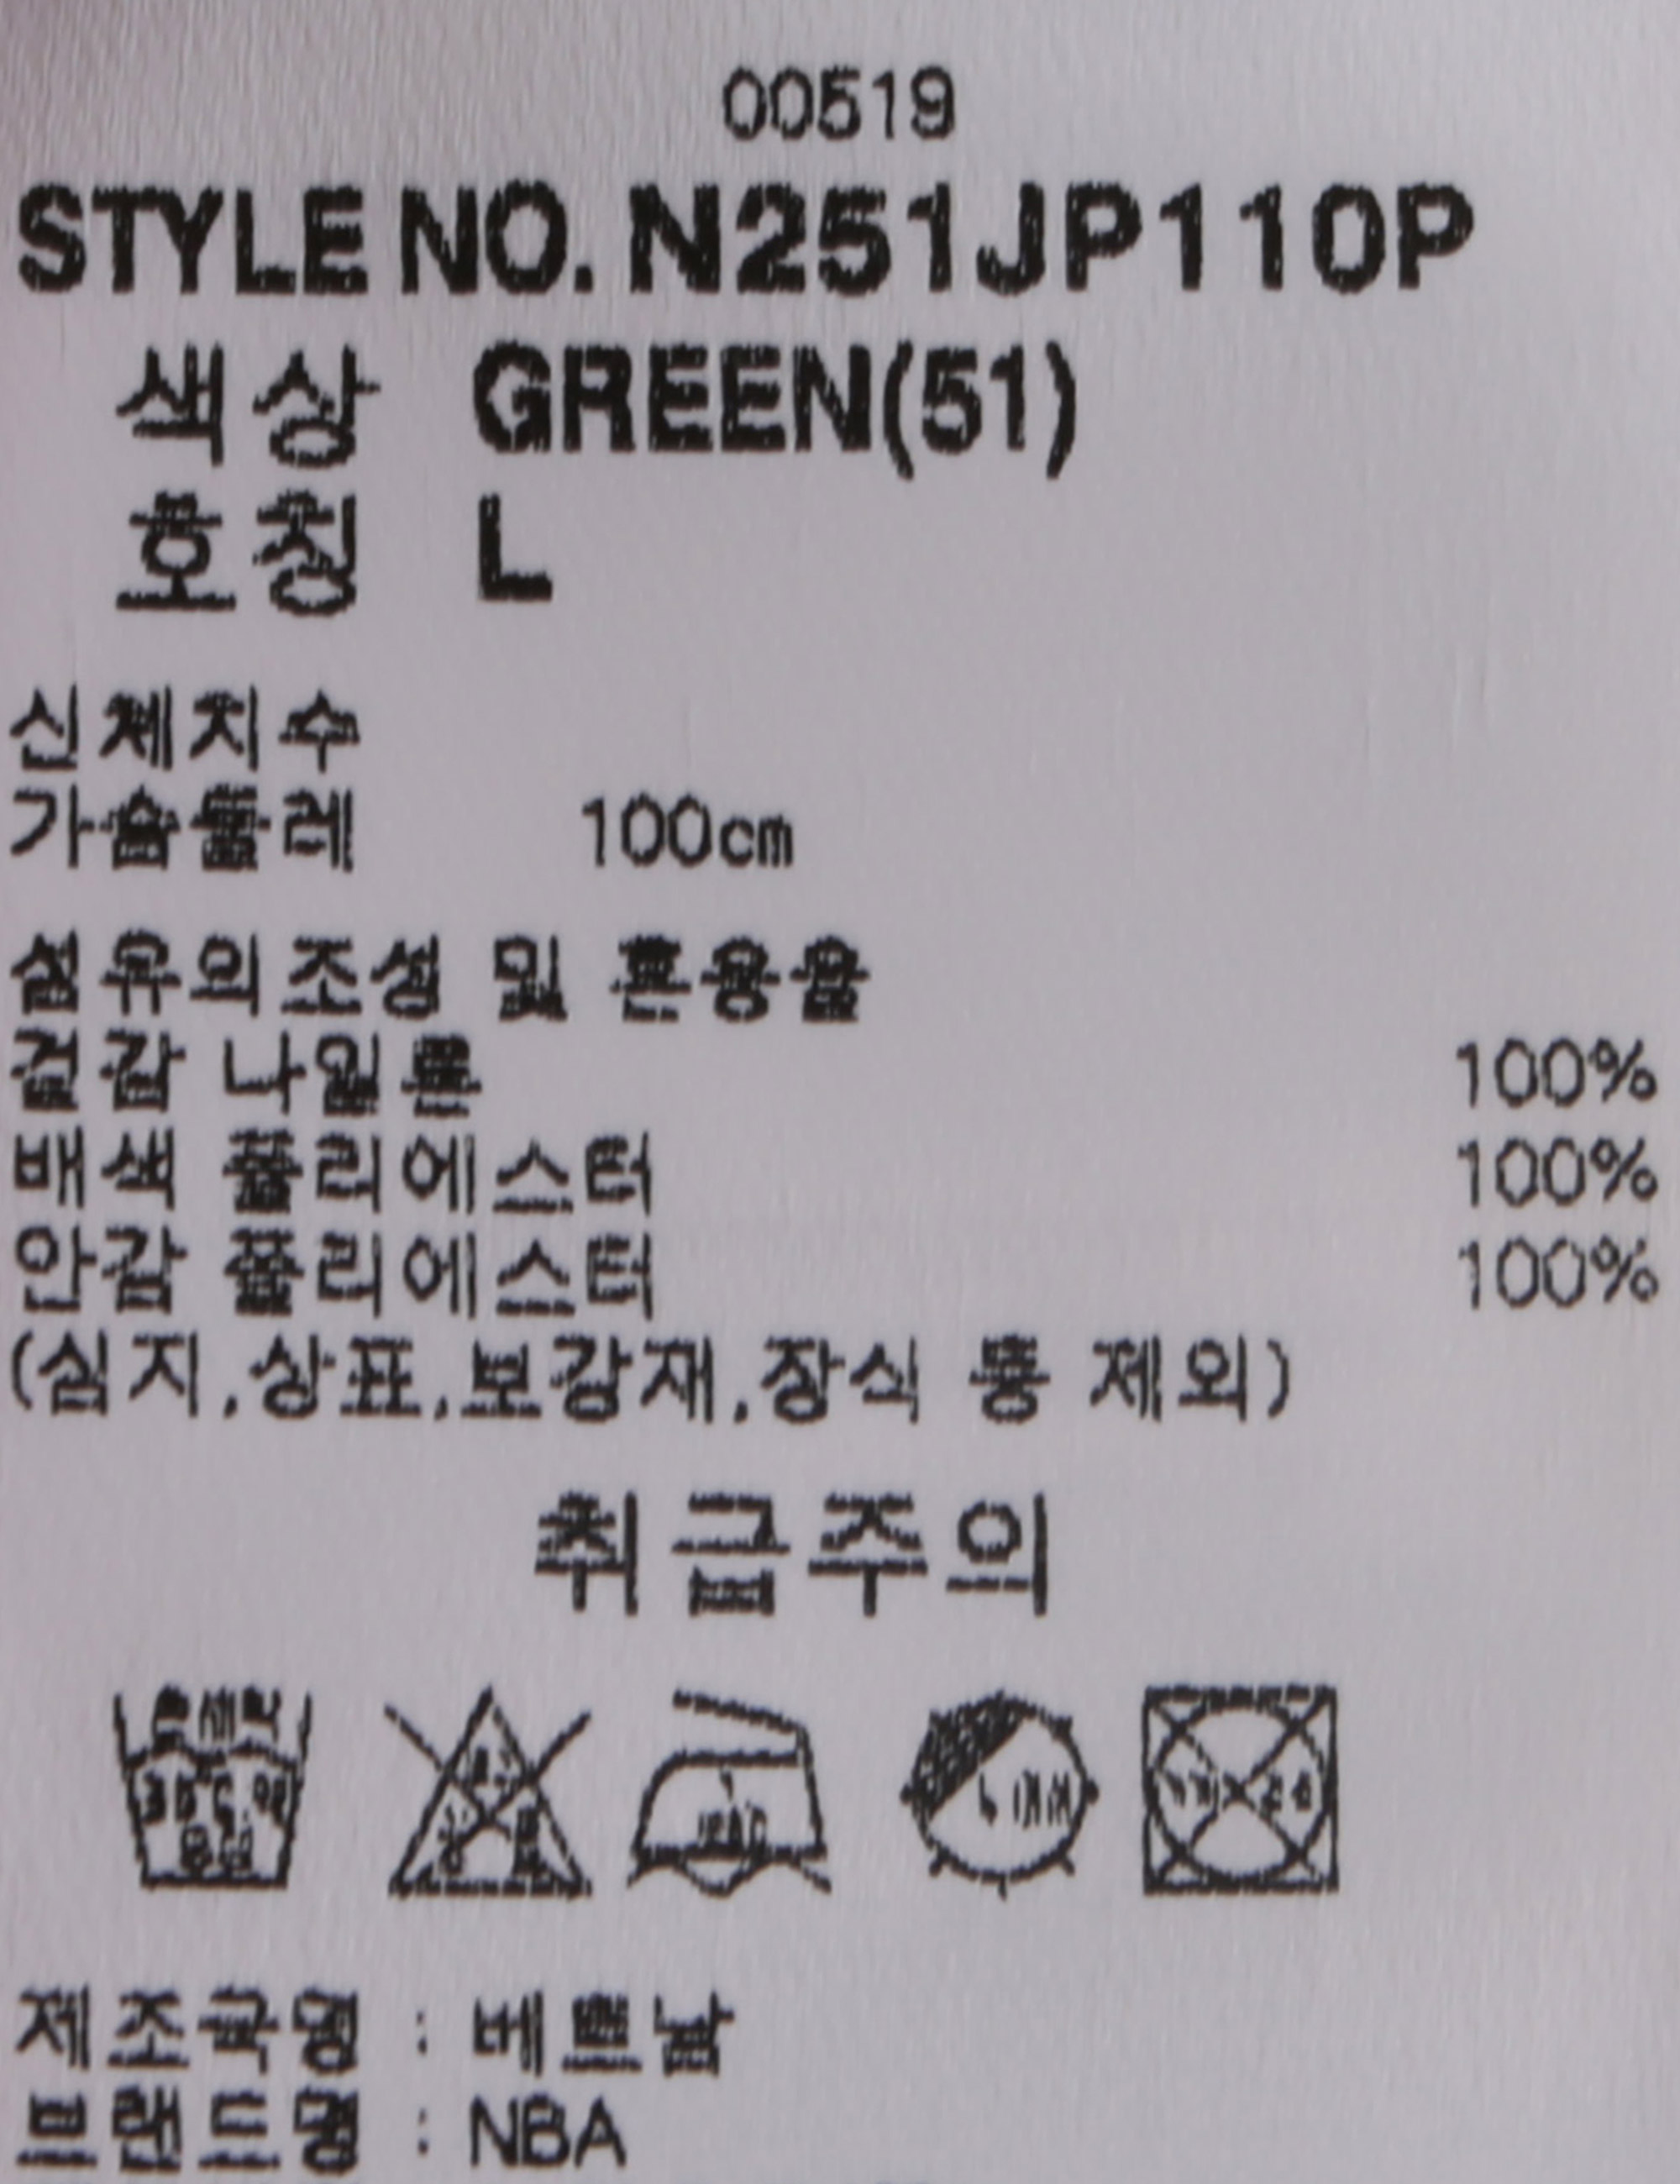 00519
STYLE NO. N251JP110P
색상 GREEN(51)
호칭 L
신체치수
가슴둘레 100cm
섬유의조성 및 혼용율
겉감 나일론 100%
배색 폴리에스터 100%
안감 폴리에스터 100%
(심지,상표,보강재,장식 등 제외)
취급주의
제조국명 : 베트남
브랜드명 : NBA